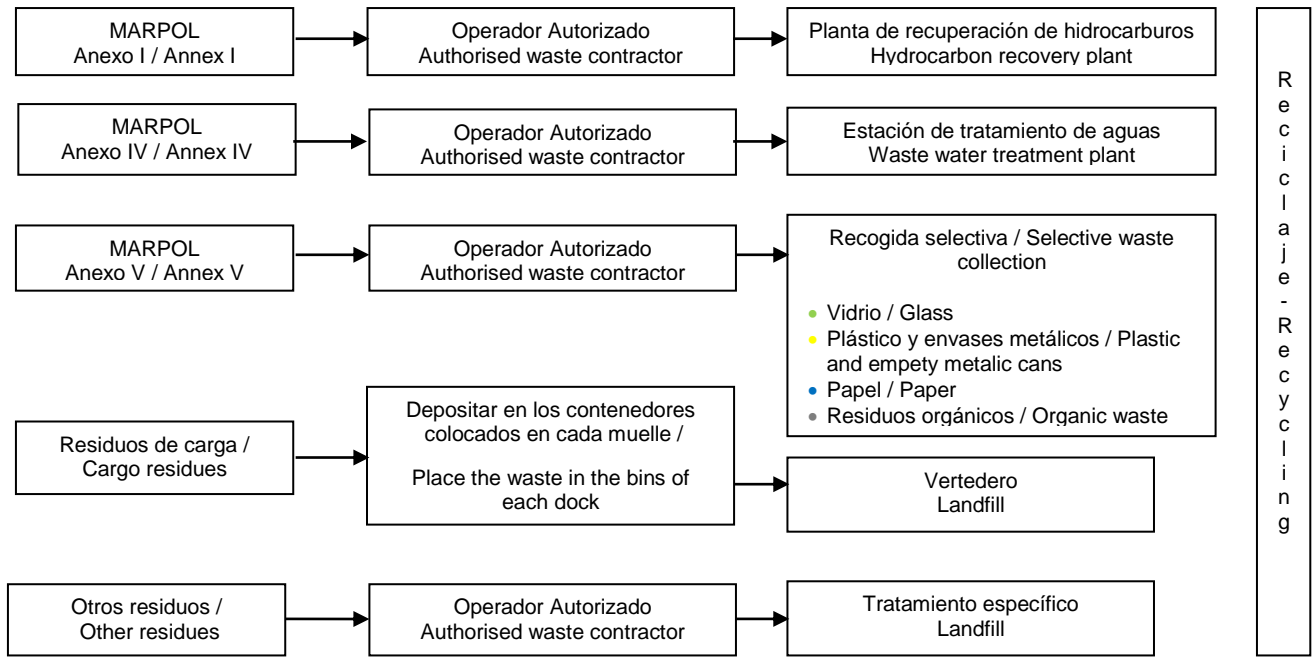 MARPOL
Anexo I / Annex I
Operador Autorizado
Authorised waste contractor
Planta de recuperación de hidrocarburos
Hydrocarbon recovery plant
MARPOL
Anexo IV / Annex IV
Operador Autorizado
Authorised waste contractor
Estación de tratamiento de aguas
Waste water treatment plant
MARPOL
Anexo V / Annex V
Operador Autorizado
Authorised waste contractor
Recogida selectiva / Selective waste
collection
Vidrio / Glass
Plástico y envases metálicos / Plastic
and empety metalic cans
Papel / Paper
Residuos orgánicos / Organic waste
Residuos de carga /
Cargo residues
Depositar en los contenedores
colocados en cada muelle /
Place the waste in the bins of
each dock
Vertedero
Landfill
Otros residuos /
Other residues
Operador Autorizado
Authorised waste contractor
Tratamiento específico
Landfill
Reciclaje-Recycling